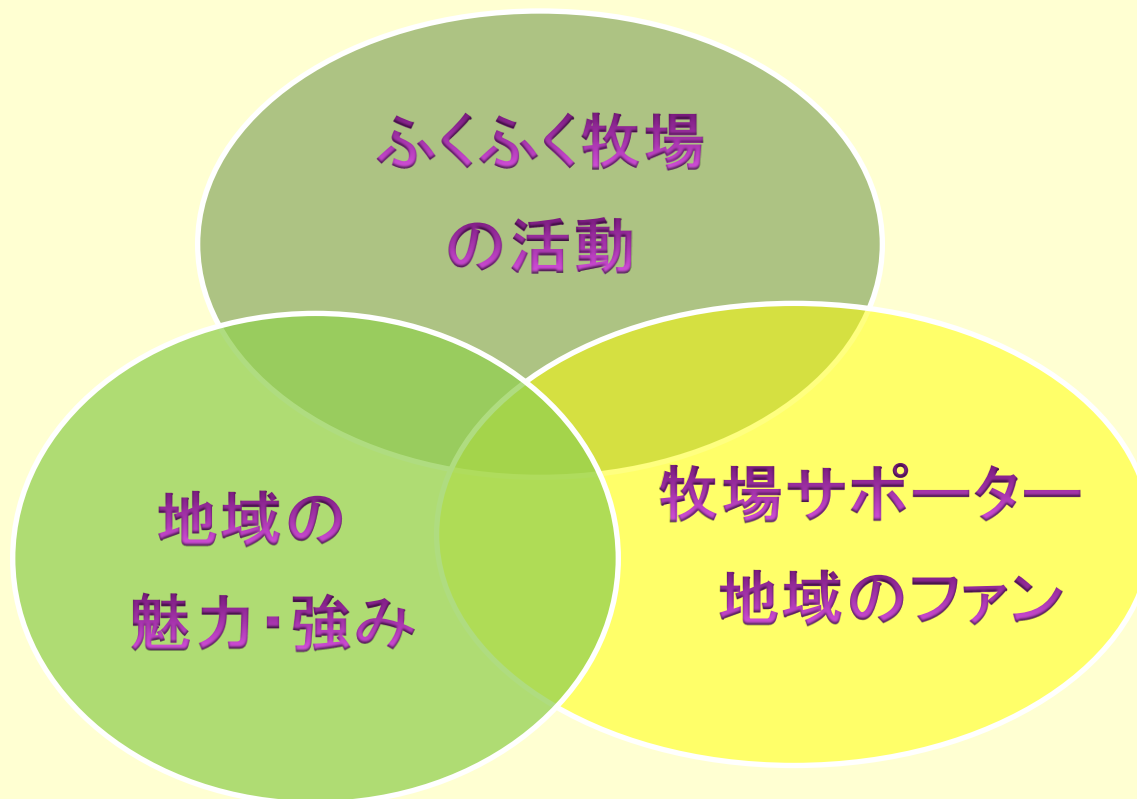 ふくふく牧場
の活動
地域の
魅力・強み
牧場サポーター
地域のファン